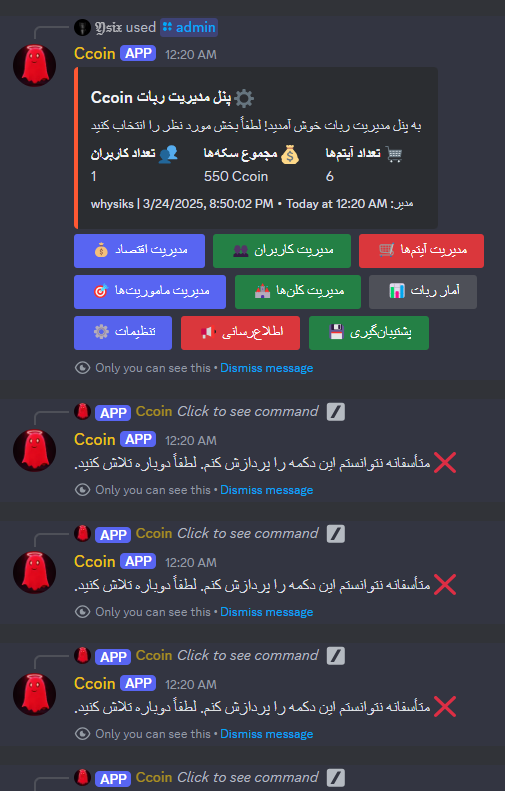 used admin
Ccoin APP 12:20 AM
پنل مدیریت ربات Ccoin
به پنل مدیریت ربات خوش آمدید! لطفاً بخش مورد نظر را انتخاب کنید
تعداد کاربران مجموع سکه‌ها تعداد آیتم‌ها
1 550 Ccoin 6
whysiks | 3/24/2025, 8:50:02 PM • Today at 12:20 AM :مدیر
مدیریت اقتصاد مدیریت کاربران مدیریت آیتم‌ها
مدیریت ماموریت‌ها مدیریت کلن‌ها آمار ربات
تنظیمات اطلاع‌رسانی پشتیبان‌گیری
Only you can see this • Dismiss message
APP Ccoin Click to see command
Ccoin APP 12:20 AM
متأسفانه نتوانستم این دکمه را پردازش کنم. لطفاً دوباره تلاش کنید.
Only you can see this • Dismiss message
APP Ccoin Click to see command
Ccoin APP 12:20 AM
متأسفانه نتوانستم این دکمه را پردازش کنم. لطفاً دوباره تلاش کنید.
Only you can see this • Dismiss message
APP Ccoin Click to see command
Ccoin APP 12:20 AM
متأسفانه نتوانستم این دکمه را پردازش کنم. لطفاً دوباره تلاش کنید.
Only you can see this • Dismiss message
APP Ccoin Click to see command